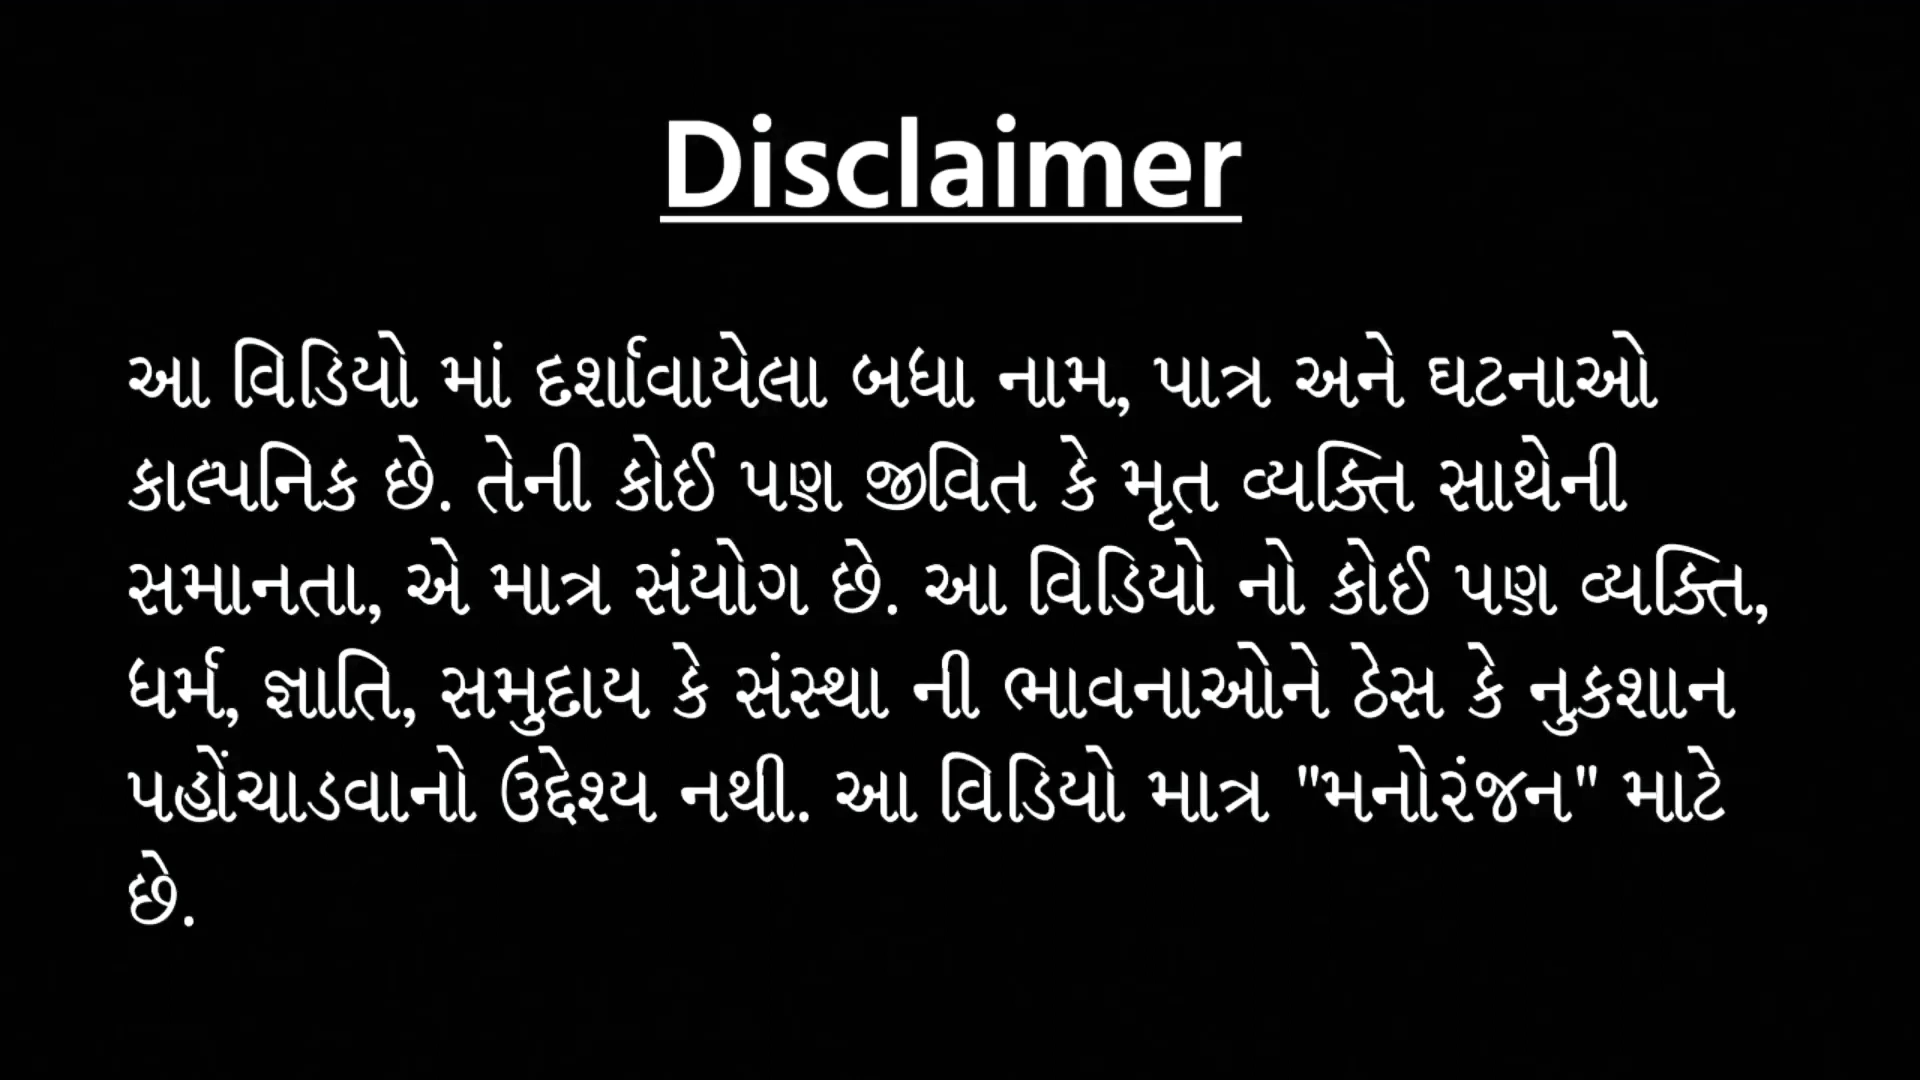 Disclaimer
આ વિડિયો માં દર્શાવાયેલા બધા નામ, પાત્ર અને ઘટનાઓ
કાલ્પનિક છે. તેની કોઈ પણ જીવિત કે મૃત વ્યક્તિ સાથેની
સમાનતા, એ માત્ર સંયોગ છે. આ વિડિયો નો કોઈ પણ વ્યક્તિ,
ધર્મ, જ્ઞાતિ, સમુદાય કે સંસ્થા ની ભાવનાઓને ઠેસ કે નુકશાન
પહોંચાડવાનો ઉદ્દેશ્ય નથી. આ વિડિયો માત્ર "મનોરંજન" માટે
છે.